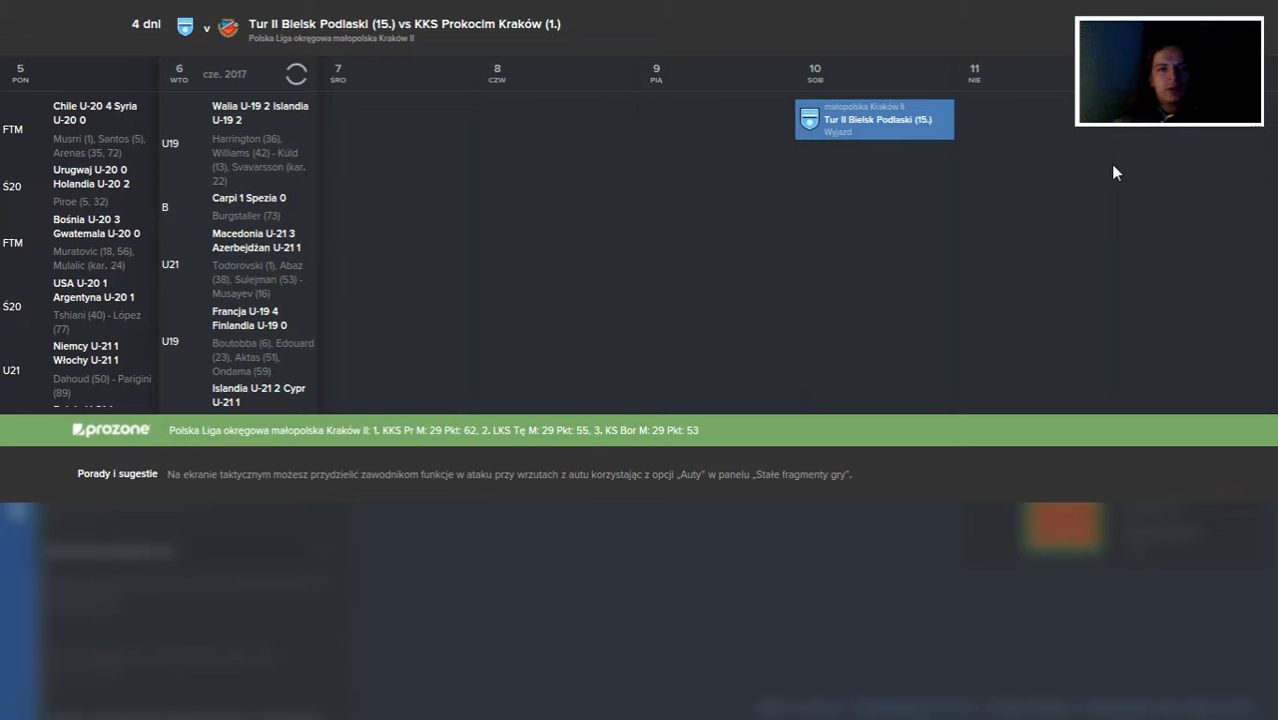 4 dni
v
Tur II Bielsk Podlaski (15.) vs KKS Prokocim Kraków (1.)
Polska Liga okręgowa małopolska Kraków II
5
PON
6
WTO
cze. 2017
7
ŚRO
8
CZW
9
PIĄ
10
SOB
11
NIE
FTM
Chile U-20 4 Syria
U-20 0
Musrri (1), Santos (5),
Arenas (35, 72)
Ś20
Urugwaj U-20 0
Holandia U-20 2
Piroe (5, 32)
FTM
Bośnia U-20 3
Gwatemala U-20 0
Muratovic (18, 56),
Mulalic (kar. 24)
Ś20
USA U-20 1
Argentyna U-20 1
Tshiani (40) - López
(77)
U21
Niemcy U-21 1
Włochy U-21 1
Dahoud (50) - Parigini
(89)
U19
Walia U-19 2 Islandia
U-19 2
Harrington (36),
Williams (42) - Kúld
(13), Svavarsson (kar.
22)
B
Carpi 1 Spezia 0
Burgstaller (73)
U21
Macedonia U-21 3
Azerbejdżan U-21 1
Todorovski (1), Abaz
(38), Sulejman (53) -
Musayev (16)
U19
Francja U-19 4
Finlandia U-19 0
Boutobba (6), Edouard
(23), Aktas (51),
Ondama (59)
Islandia U-21 2 Cypr
U-21 1
małopolska Kraków II
Tur II Bielsk Podlaski (15.)
Wyjazd
prozone
Polska Liga okręgowa małopolska Kraków II: 1. KKS Pr M: 29 Pkt: 62, 2. LKS Tę M: 29 Pkt: 55, 3. KS Bor M: 29 Pkt: 53
Porady i sugestie
Na ekranie taktycznym możesz przydzielić zawodnikom funkcje w ataku przy wrzutach z autu korzystając z opcji „Auty” w panelu „Stałe fragmenty gry”.